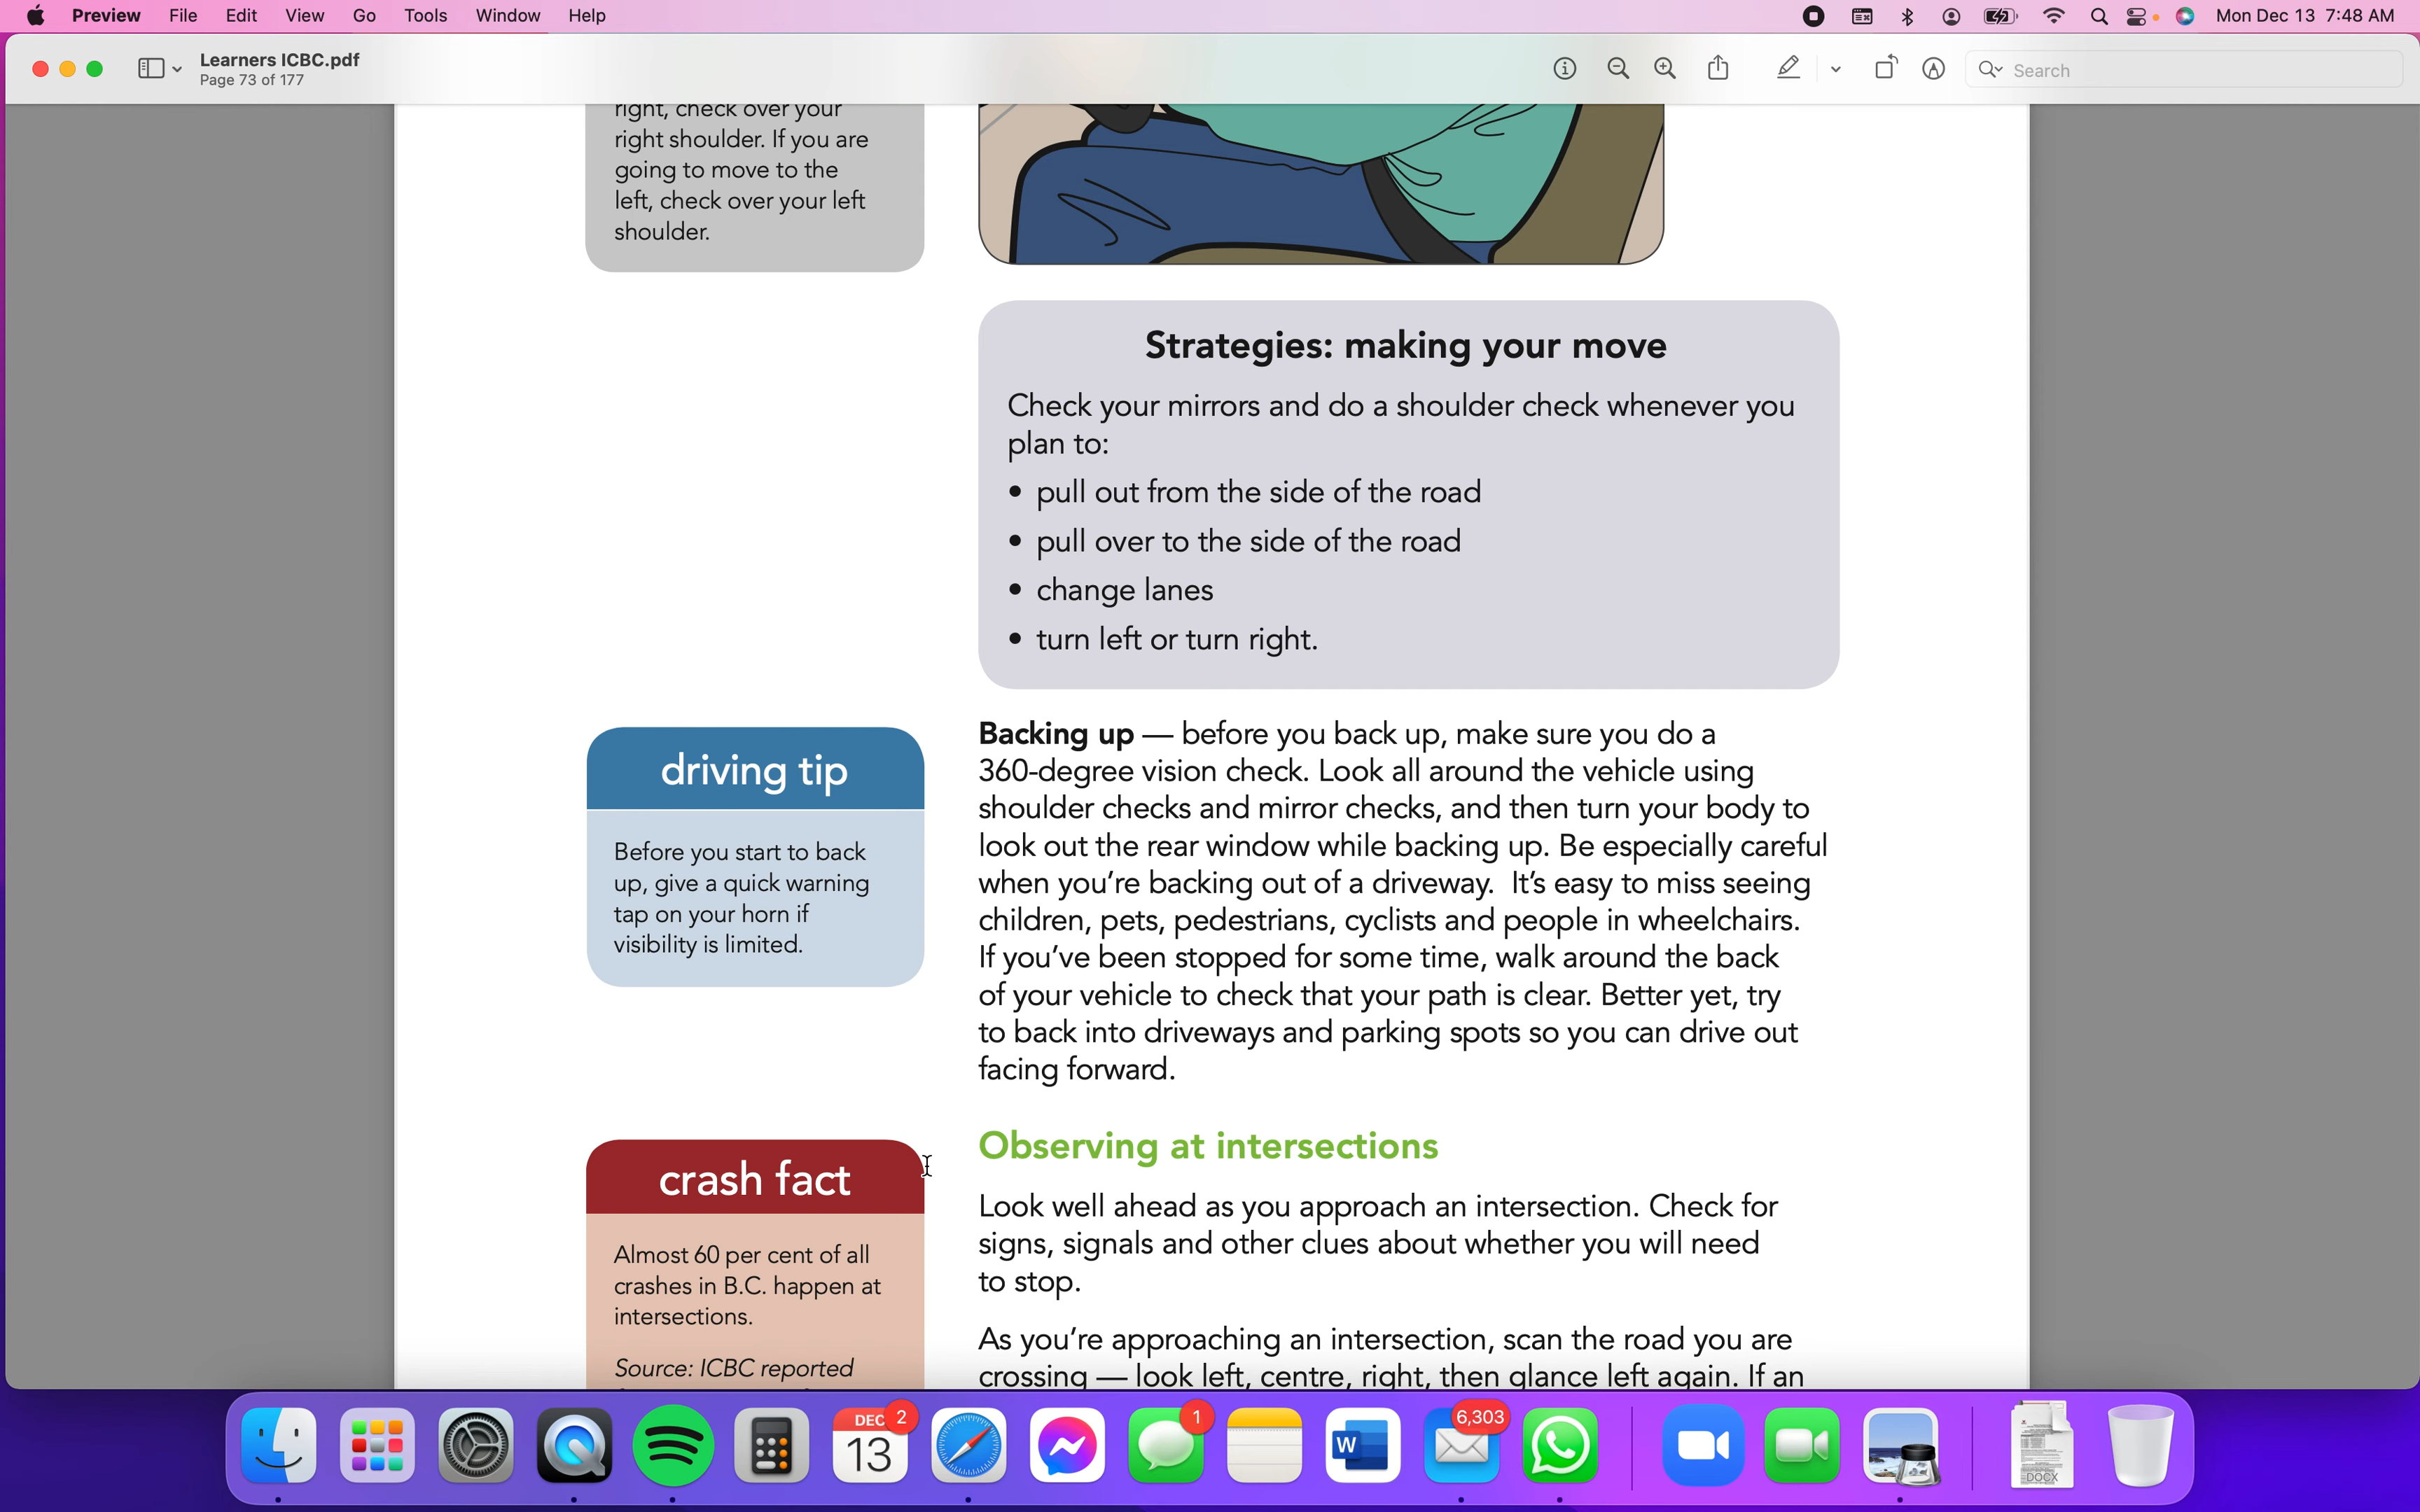 Preview File Edit View Go Tools Window Help
Mon Dec 13 7:48 AM
Learners ICBC.pdf
Page 73 of 177
Search
right, check over your
right shoulder. If you are
going to move to the
left, check over your left
shoulder.
Strategies: making your move
Check your mirrors and do a shoulder check whenever you
plan to:
• pull out from the side of the road
• pull over to the side of the road
• change lanes
• turn left or turn right.
driving tip
Before you start to back
up, give a quick warning
tap on your horn if
visibility is limited.
Backing up — before you back up, make sure you do a
360-degree vision check. Look all around the vehicle using
shoulder checks and mirror checks, and then turn your body to
look out the rear window while backing up. Be especially careful
when you’re backing out of a driveway.  It’s easy to miss seeing
children, pets, pedestrians, cyclists and people in wheelchairs.
If you’ve been stopped for some time, walk around the back
of your vehicle to check that your path is clear. Better yet, try
to back into driveways and parking spots so you can drive out
facing forward.
crash fact
Almost 60 per cent of all
crashes in B.C. happen at
intersections.
Source: ICBC reported
Observing at intersections
Look well ahead as you approach an intersection. Check for
signs, signals and other clues about whether you will need
to stop.
As you’re approaching an intersection, scan the road you are
crossing — look left, centre, right, then glance left again. If an
DEC 2
13
1
W
6,303
DOCX